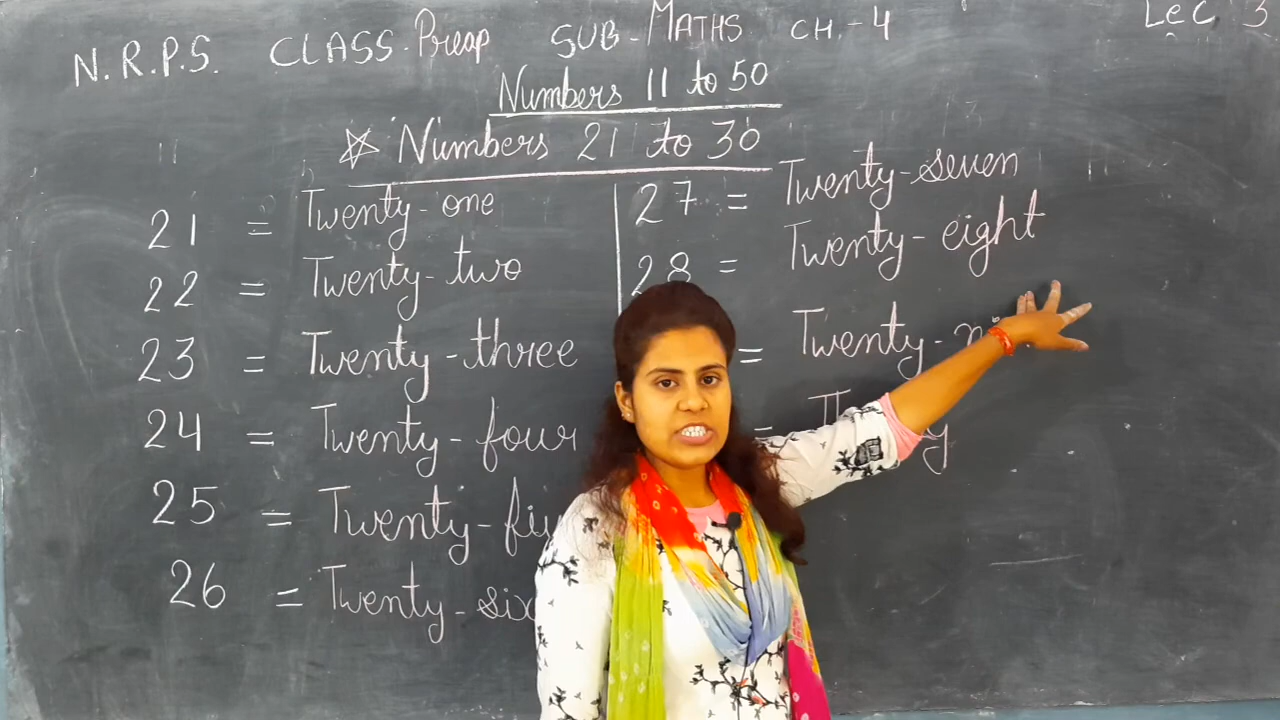 N.R.P.S. CLASS. Preap SUB - MATHS CH. - 4 Lec 3
Numbers 11 to 50
Numbers 21 to 30
21 = Twenty-one
22 = Twenty-two
23 = Twenty-three
24 = Twenty-four
25 = Twenty-
26 = Twenty-six
27 = Twenty-seven
28 = Twenty-eight
= Twenty-
=